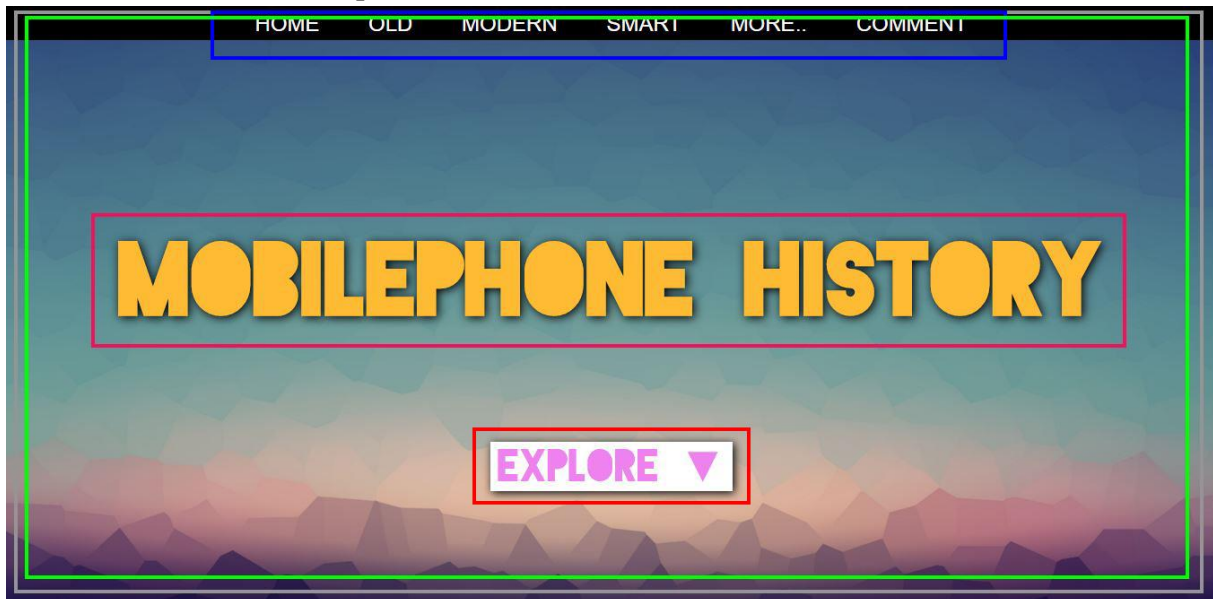 HOME OLD MODERN SMART MORE.. COMMENT
MOBILEPHONE HISTORY
EXPLORE ▼